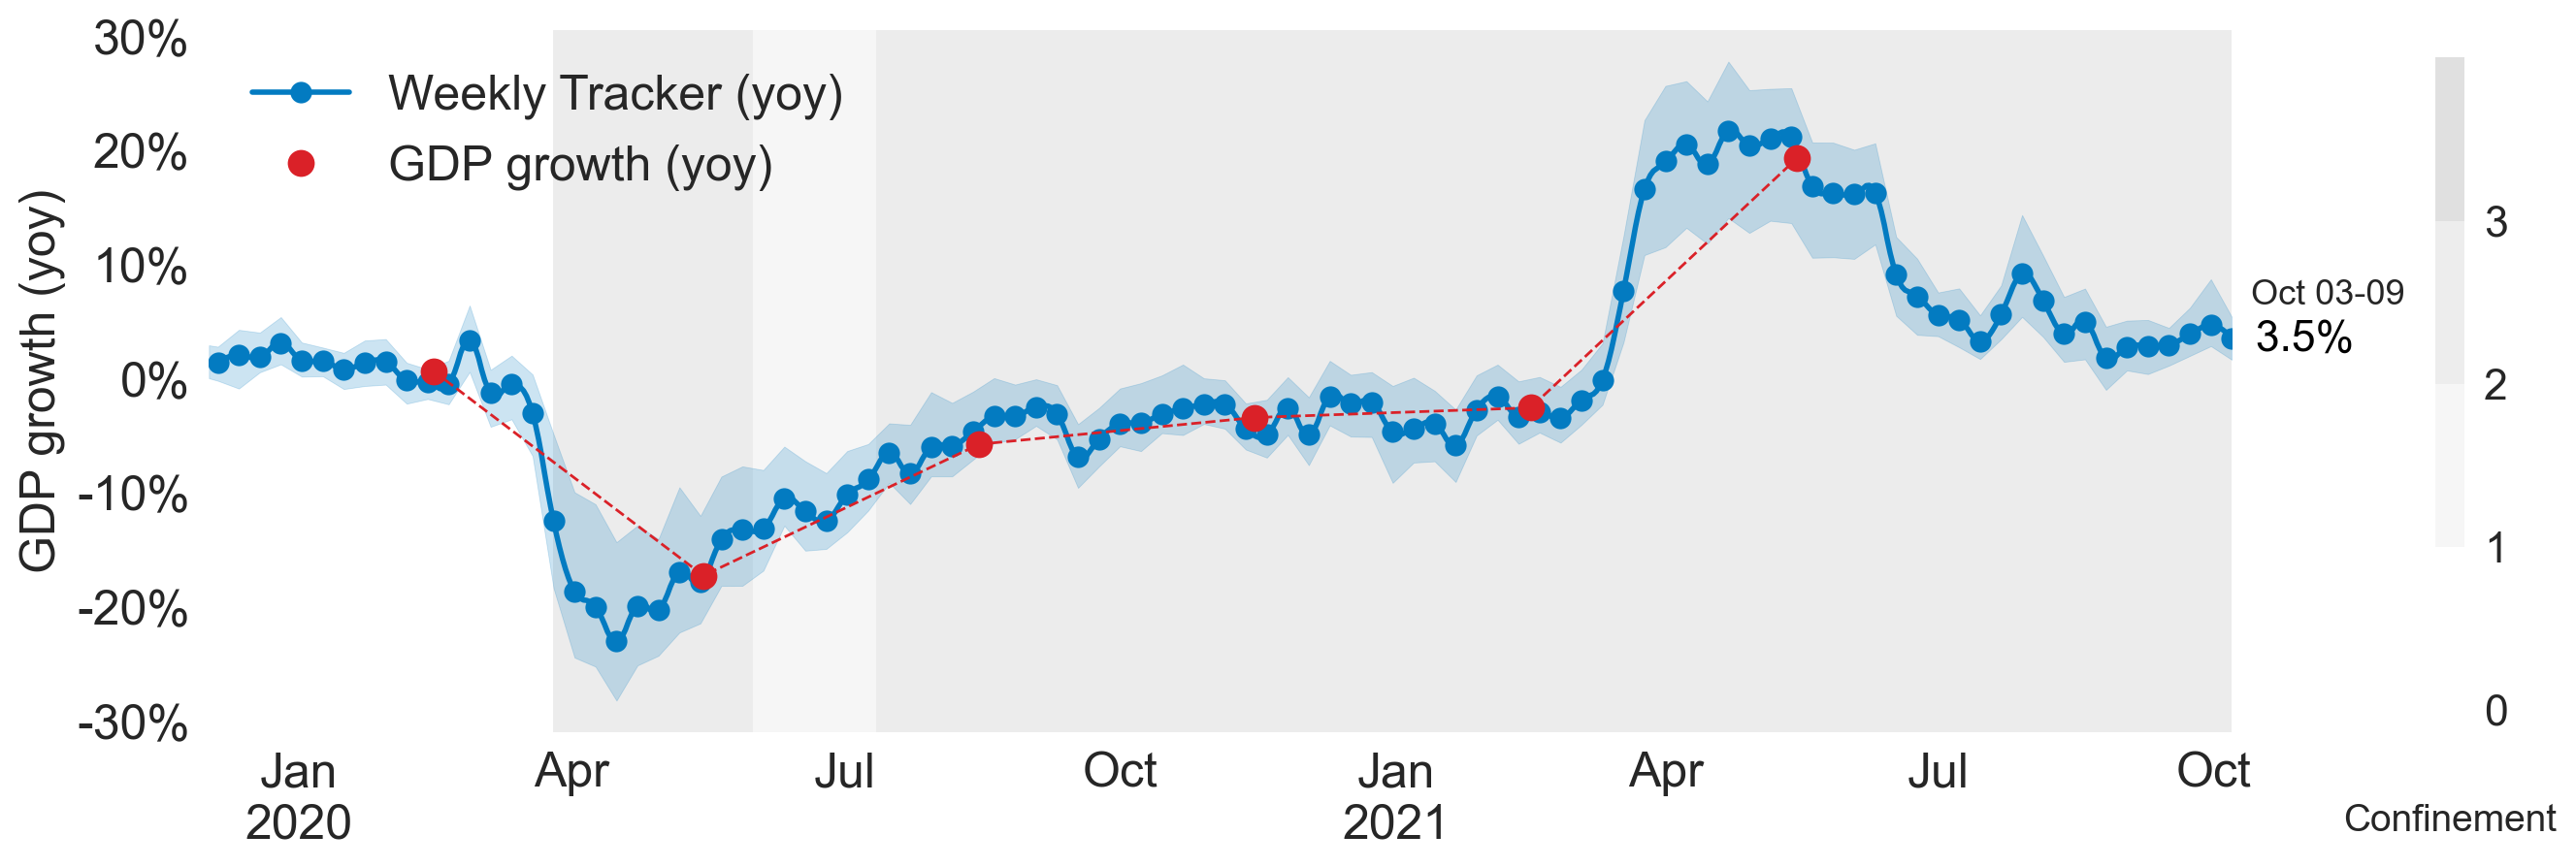 30%
20%
10%
0%
-10%
-20%
-30%
GDP growth (yoy)
Weekly Tracker (yoy)
GDP growth (yoy)
Oct 03-09
3.5%
3
2
1
0
Confinement
Jan
2020
Apr
Jul
Oct
Jan
2021
Apr
Jul
Oct